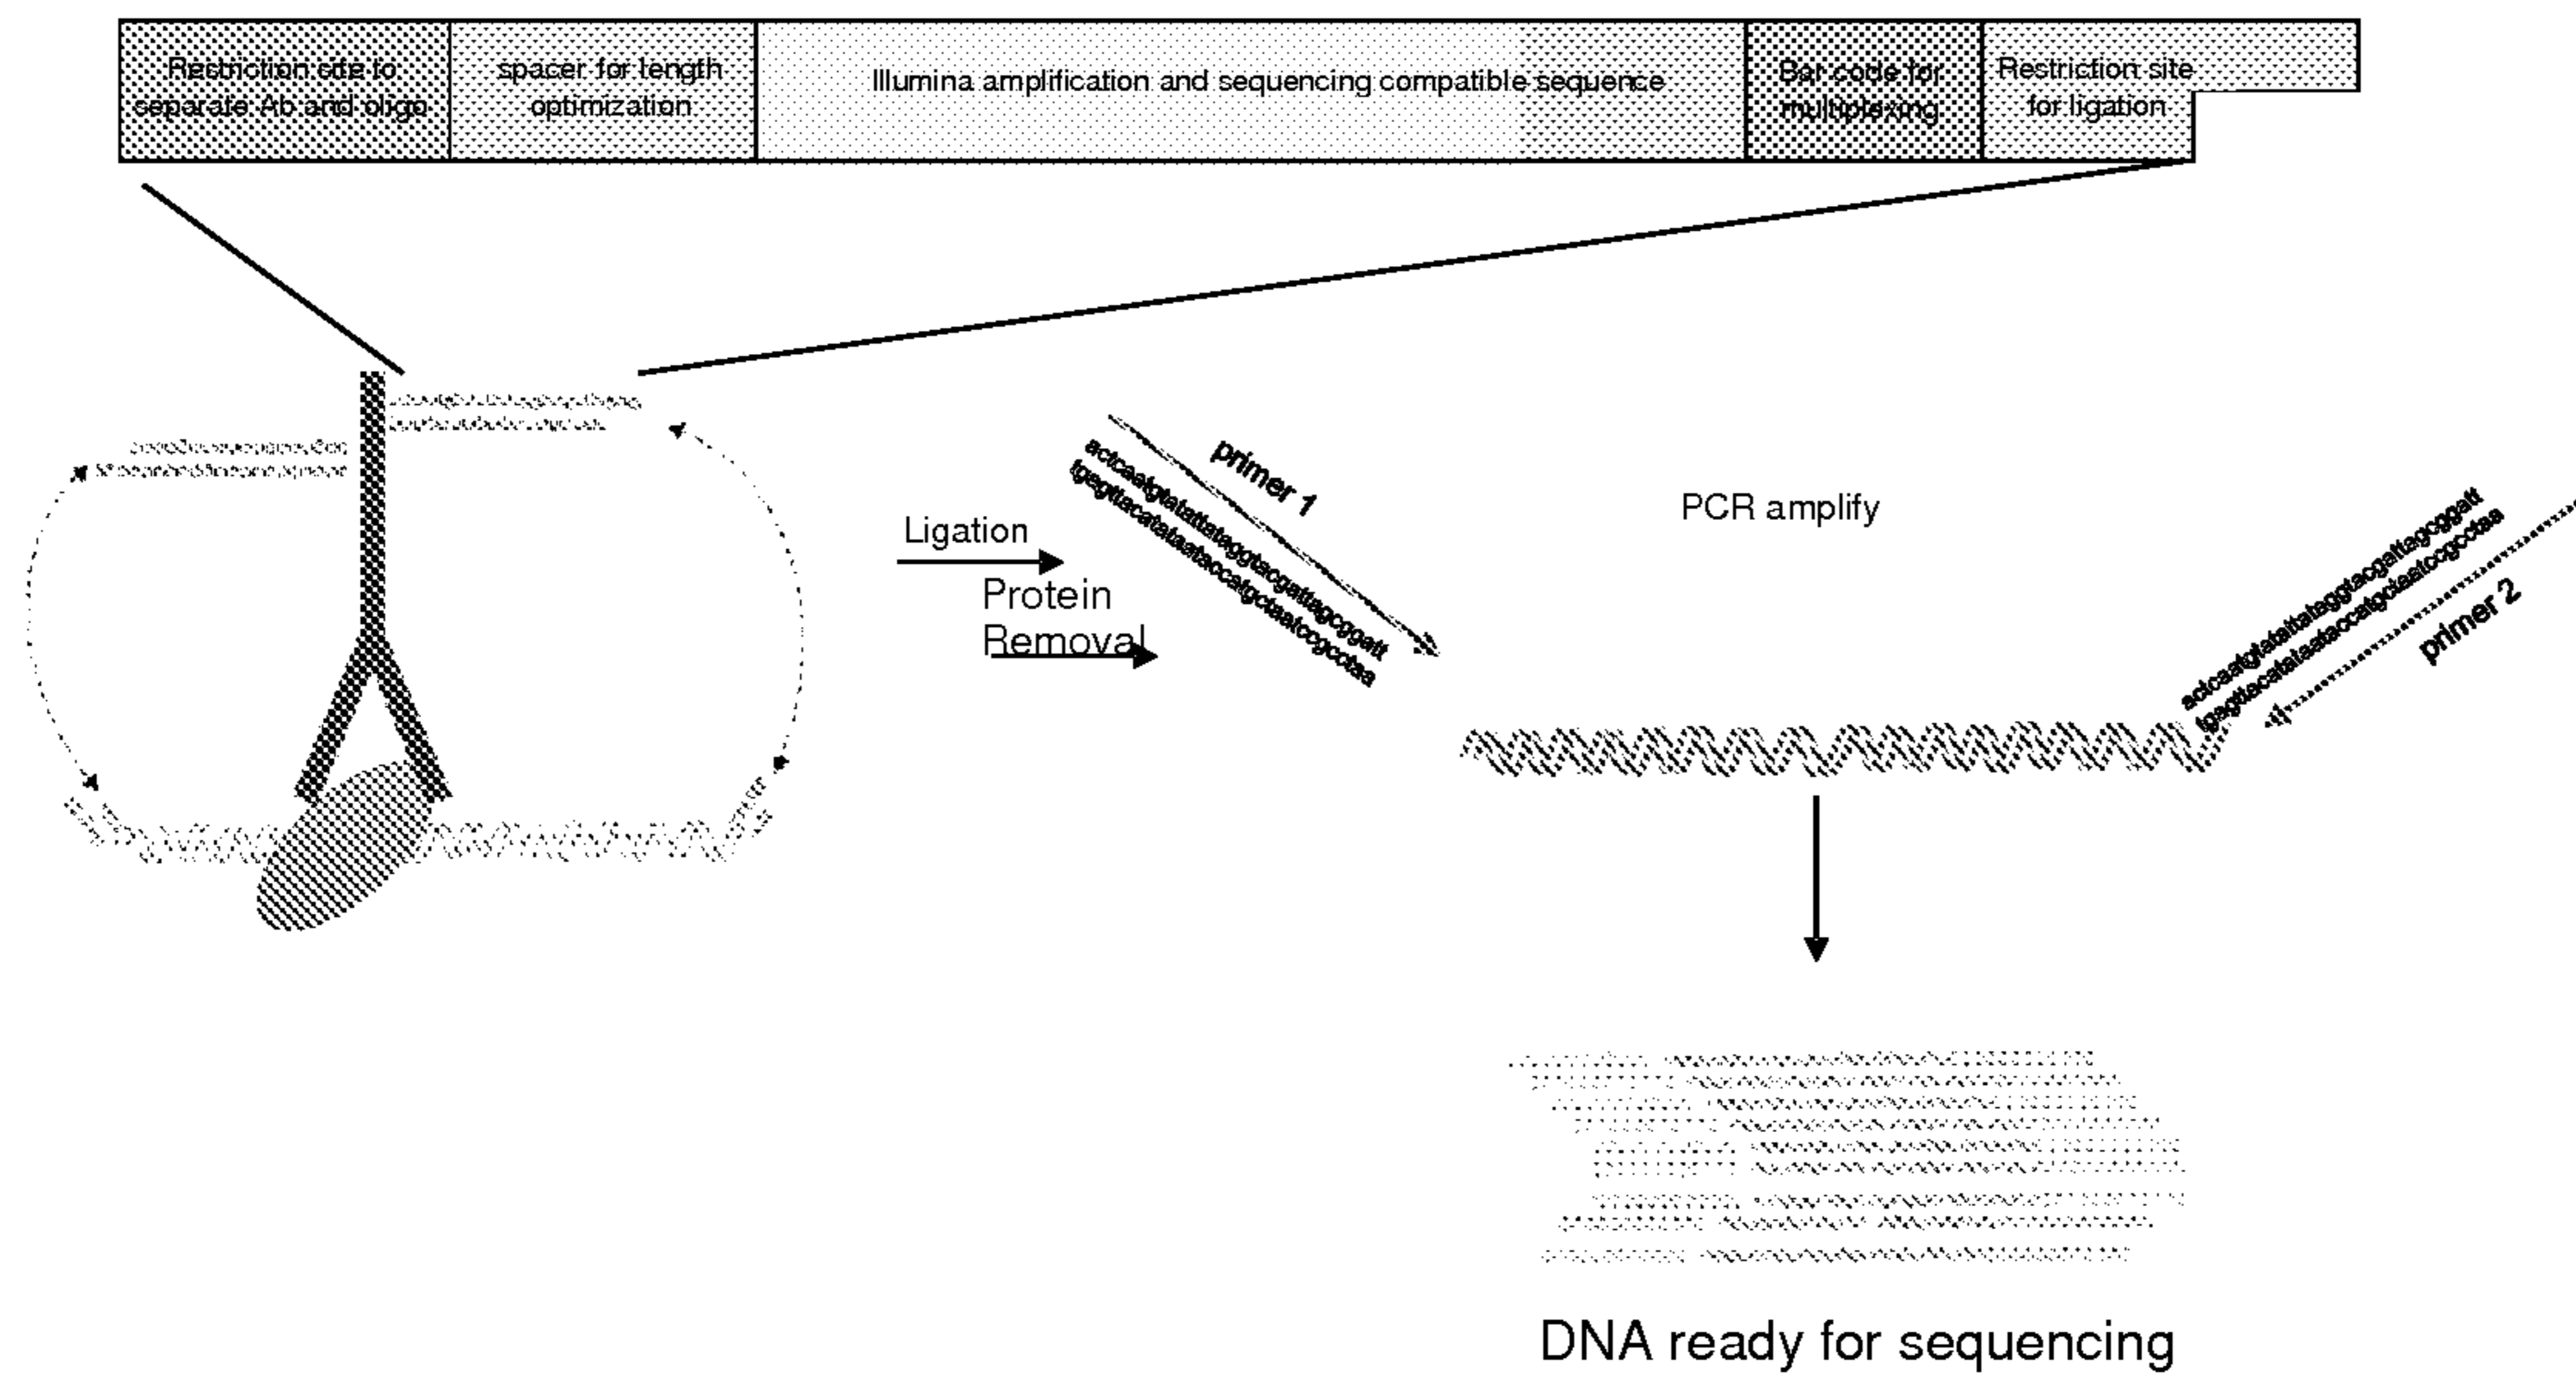 Restriction site to
separate Ab and oligo
spacer for length
optimization
Illumina amplification and sequencing compatible sequence
Bar code for
multiplexing
Restriction site
for ligation
Ligation
Protein
Removal
primer 1
actcaatgtatattataggtacgattagcggatt
tgagttacatataataccatgctaatccgcctaa
PCR amplify
actcaatgtatattataggtacgattagcggatt
tgagttacatataataccatgctaatccgcctaa
primer 2
DNA ready for sequencing